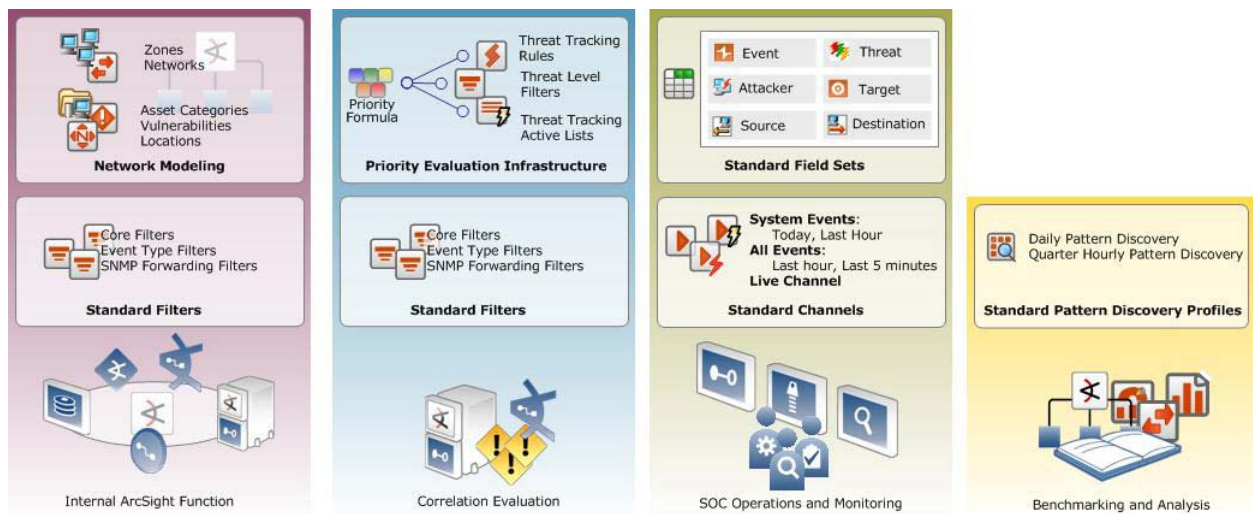 Zones
Networks
Asset Categories
Vulnerabilities
Locations
N
Network Modeling
Core Filters
Event Type Filters
SNMP Forwarding Filters
Standard Filters
Internal ArcSight Function
Priority
Formula
Threat Tracking
Rules
Threat Level
Filters
Threat Tracking
Active Lists
Priority Evaluation Infrastructure
Core Filters
Event Type Filters
SNMP Forwarding Filters
Standard Filters
Correlation Evaluation
Event
Threat
Attacker
Target
Source
Destination
Standard Field Sets
System Events:
Today, Last Hour
All Events:
Last hour, Last 5 minutes
Live Channel
Standard Channels
SOC Operations and Monitoring
Daily Pattern Discovery
Quarter Hourly Pattern Discovery
Standard Pattern Discovery Profiles
Benchmarking and Analysis